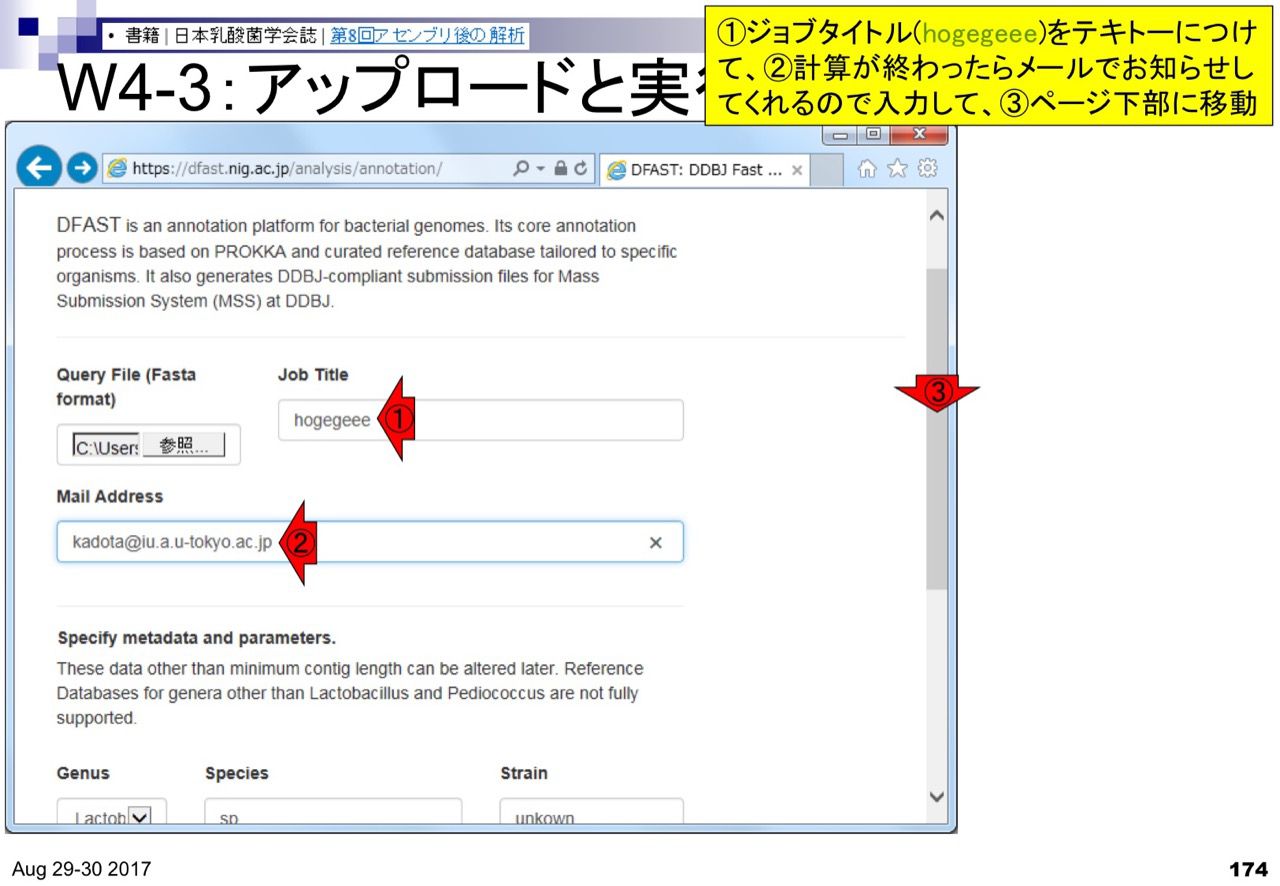 • 書籍 | 日本乳酸菌学会誌 | 第8回アセンブリ後の解析
W4-3:アップロードと実
①ジョブタイトル(hogegeee)をテキトーにつけ
て、②計算が終わったらメールでお知らせし
てくれるので入力して、③ページ下部に移動
https://dfast.nig.ac.jp/analysis/annotation/
DFAST: DDBJ Fast ...
DFAST is an annotation platform for bacterial genomes. Its core annotation
process is based on PROKKA and curated reference database tailored to specific
organisms. It also generates DDBJ-compliant submission files for Mass
Submission System (MSS) at DDBJ.
Query File (Fasta
format)
Job Title
hogegeee ①
C:\Users 参照...
③
Mail Address
kadota@iu.a.u-tokyo.ac.jp ②
Specify metadata and parameters.
These data other than minimum contig length can be altered later. Reference
Databases for genera other than Lactobacillus and Pediococcus are not fully
supported.
Genus Species Strain
Lactob sp unkown
Aug 29-30 2017
174